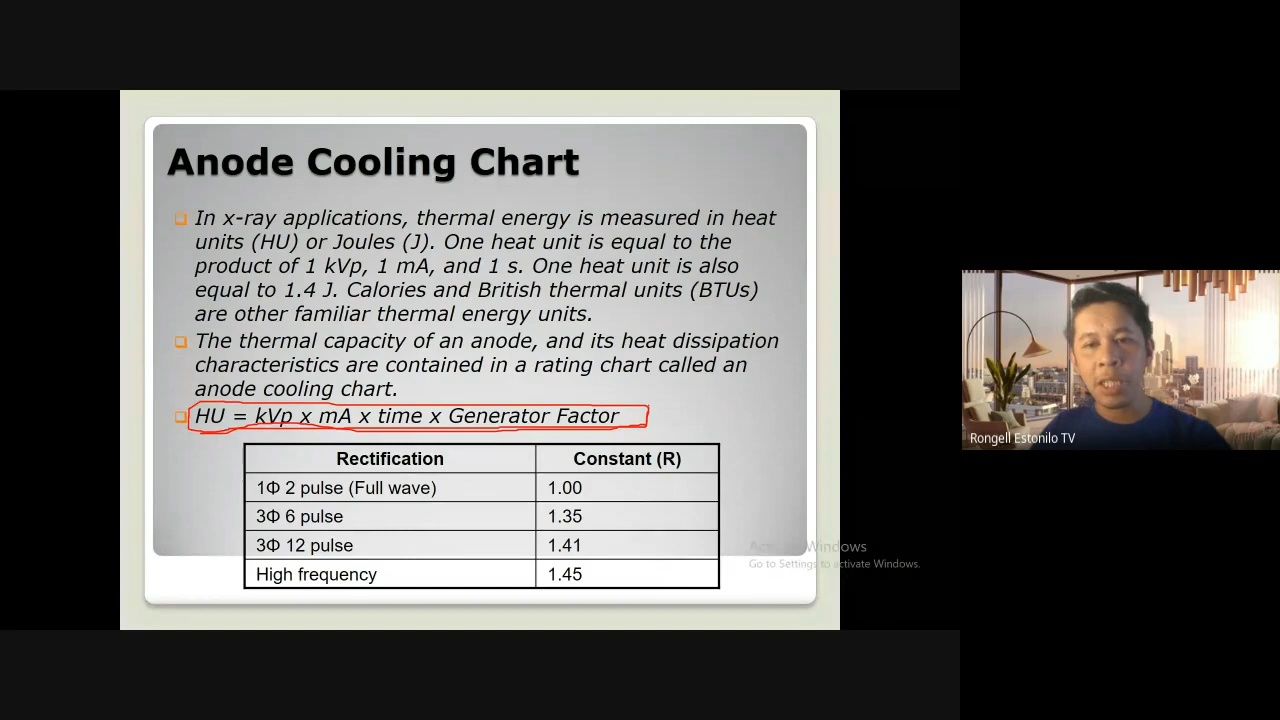 Anode Cooling Chart
In x-ray applications, thermal energy is measured in heat
units (HU) or Joules (J). One heat unit is equal to the
product of 1 kVp, 1 mA, and 1 s. One heat unit is also
equal to 1.4 J. Calories and British thermal units (BTUs)
are other familiar thermal energy units.
The thermal capacity of an anode, and its heat dissipation
characteristics are contained in a rating chart called an
anode cooling chart.
HU = kVp x mA x time x Generator Factor
Rectification Constant (R)
1Φ 2 pulse (Full wave) 1.00
3Φ 6 pulse 1.35
3Φ 12 pulse 1.41
High frequency 1.45
Activate Windows
Go to Settings to activate Windows.
Rongell Estonilo TV